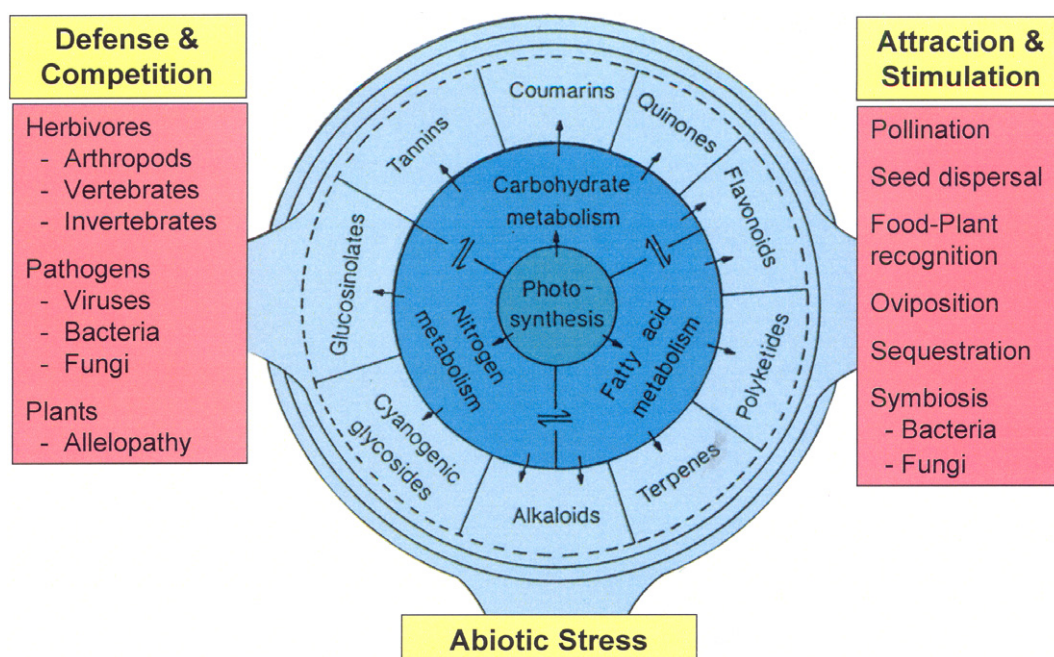 Defense &
Competition
Herbivores
- Arthropods
- Vertebrates
- Invertebrates
Pathogens
- Viruses
- Bacteria
- Fungi
Plants
- Allelopathy
Coumarins
Quinones
Flavonoids
Polyketides
Terpenes
Alkaloids
Cyanogenic
glycosides
Glucosinolates
Tannins
Carbohydrate
metabolism
Fatty acid
metabolism
Nitrogen
metabolism
Photo-
synthesis
Attraction &
Stimulation
Pollination
Seed dispersal
Food-Plant
recognition
Oviposition
Sequestration
Symbiosis
- Bacteria
- Fungi
Abiotic Stress